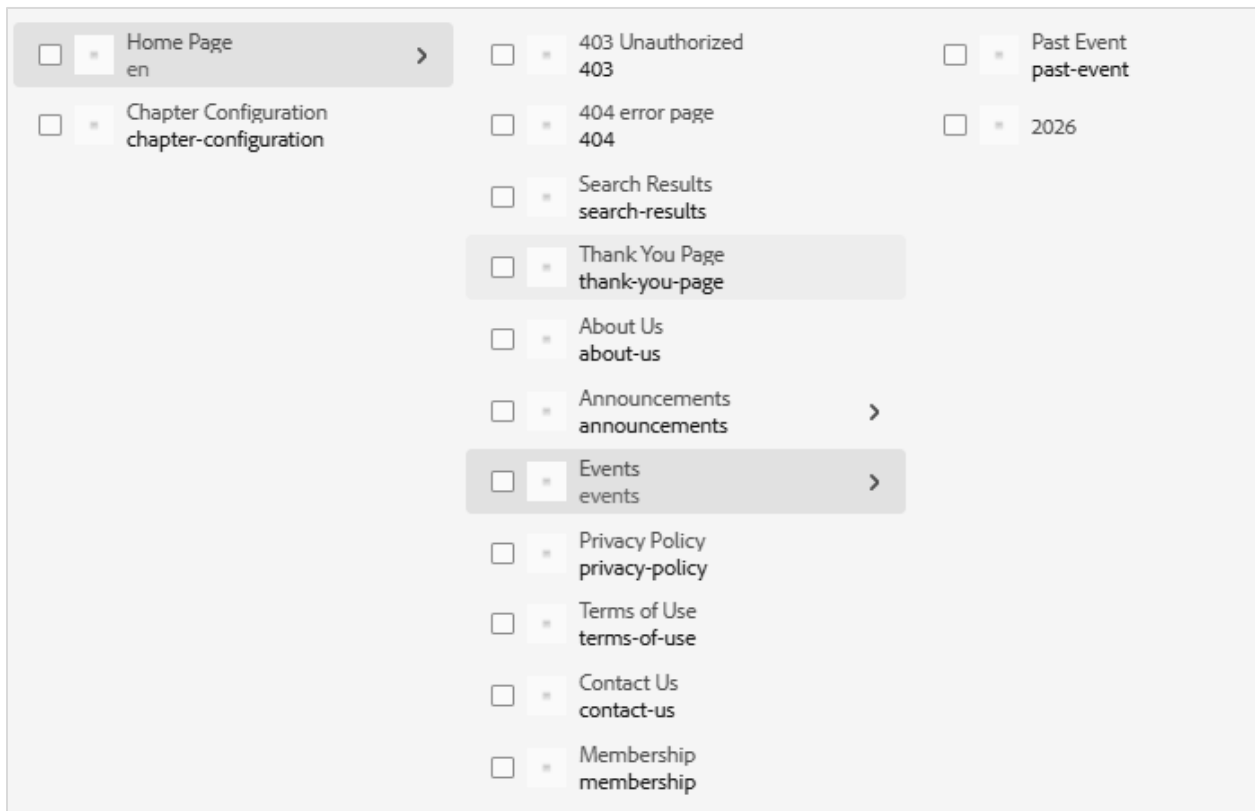 Home Page
en
Chapter Configuration
chapter-configuration
403 Unauthorized
403
404 error page
404
Search Results
search-results
Thank You Page
thank-you-page
About Us
about-us
Announcements
announcements
Events
events
Privacy Policy
privacy-policy
Terms of Use
terms-of-use
Contact Us
contact-us
Membership
membership
Past Event
past-event
2026